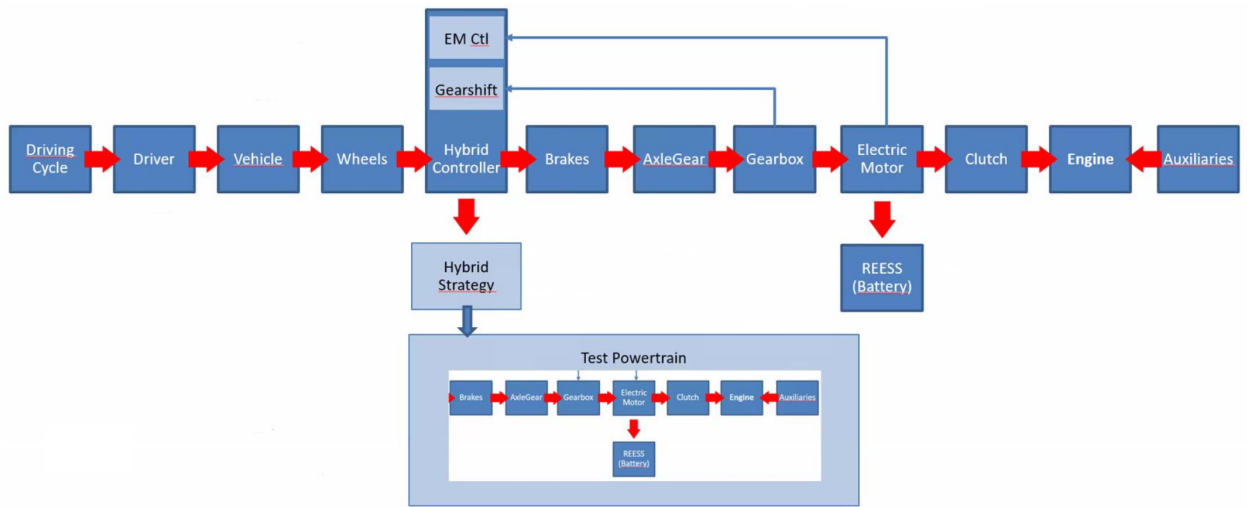 EM Ctl
Gearshift
Driving
Cycle
Driver
Vehicle
Wheels
Hybrid
Controller
Brakes
AxleGear
Gearbox
Electric
Motor
Clutch
Engine
Auxiliaries
Hybrid
Strategy
REESS
(Battery)
Test Powertrain
Brakes
AxleGear
Gearbox
Electric
Motor
Clutch
Engine
Auxiliaries
REESS
(Battery)